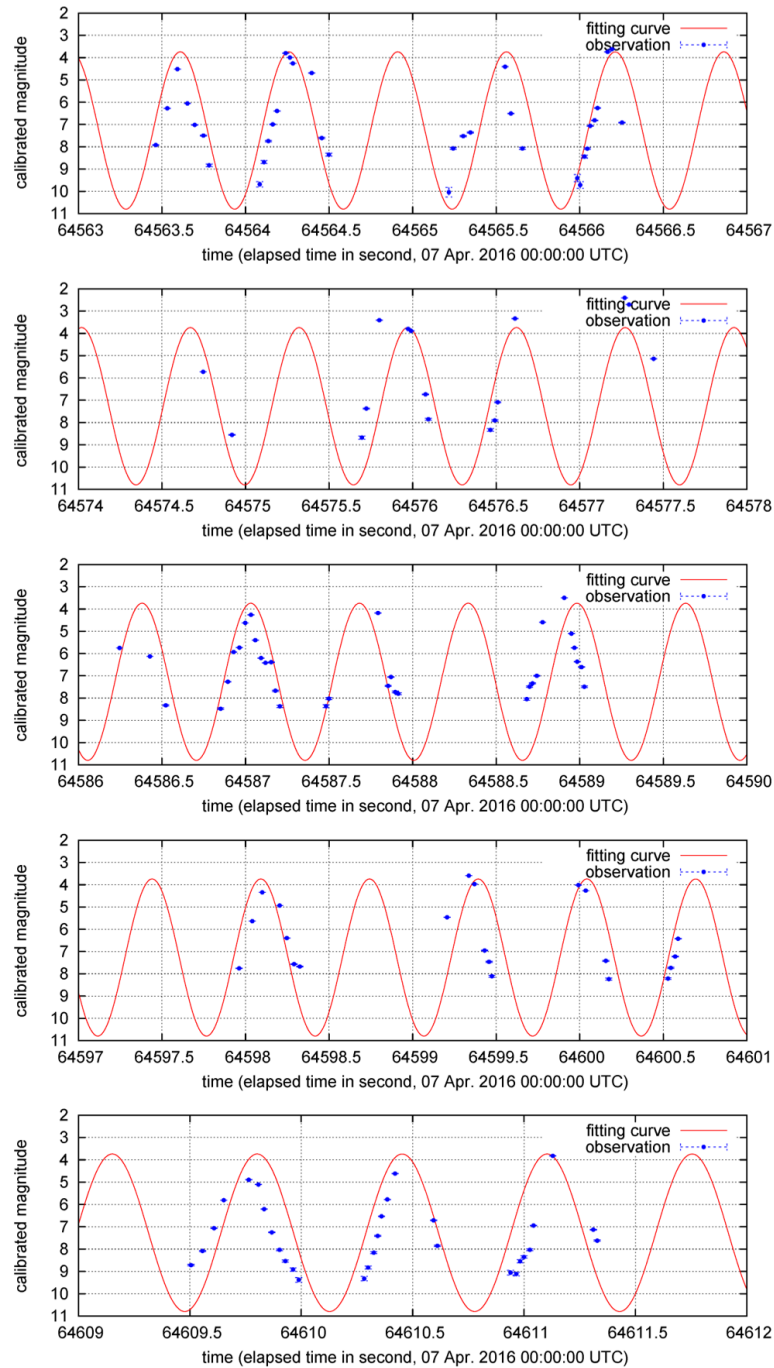 2
3
4
5
6
7
8
9
10
11
calibrated magnitude
fitting curve
observation
64563 64563.5 64564 64564.5 64565 64565.5 64566 64566.5 64567
time (elapsed time in second, 07 Apr. 2016 00:00:00 UTC)
2
3
4
5
6
7
8
9
10
11
calibrated magnitude
fitting curve
observation
64574 64574.5 64575 64575.5 64576 64576.5 64577 64577.5 64578
time (elapsed time in second, 07 Apr. 2016 00:00:00 UTC)
2
3
4
5
6
7
8
9
10
11
calibrated magnitude
fitting curve
observation
64586 64586.5 64587 64587.5 64588 64588.5 64589 64589.5 64590
time (elapsed time in second, 07 Apr. 2016 00:00:00 UTC)
2
3
4
5
6
7
8
9
10
11
calibrated magnitude
fitting curve
observation
64597 64597.5 64598 64598.5 64599 64599.5 64600 64600.5 64601
time (elapsed time in second, 07 Apr. 2016 00:00:00 UTC)
2
3
4
5
6
7
8
9
10
11
calibrated magnitude
fitting curve
observation
64609 64609.5 64610 64610.5 64611 64611.5 64612
time (elapsed time in second, 07 Apr. 2016 00:00:00 UTC)